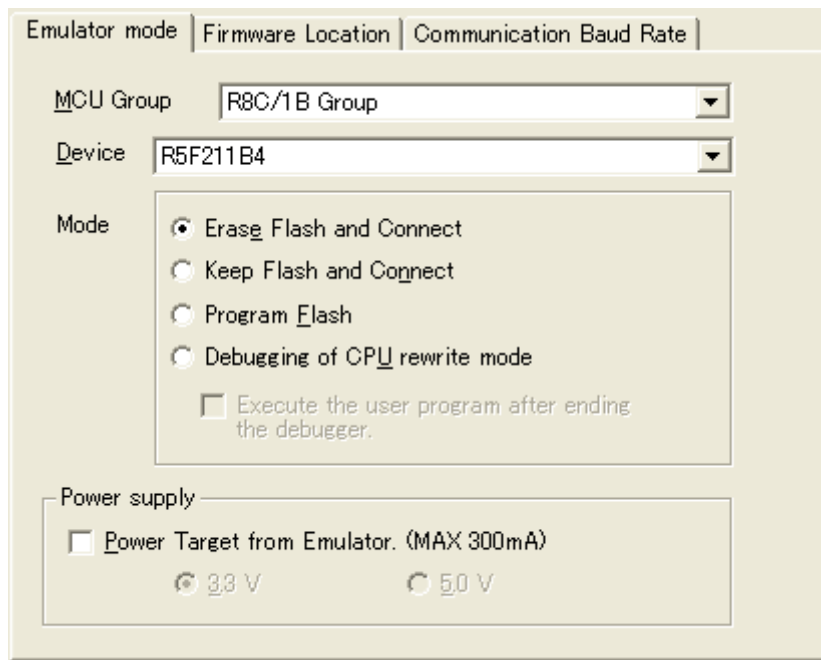 Emulator mode Firmware Location Communication Baud Rate
MCU Group R8C/1B Group
Device R5F211B4
Mode
Erase Flash and Connect
Keep Flash and Connect
Program Flash
Debugging of CPU rewrite mode
Execute the user program after ending
the debugger.
Power supply
Power Target from Emulator. (MAX 300mA)
3.3 V 5.0 V